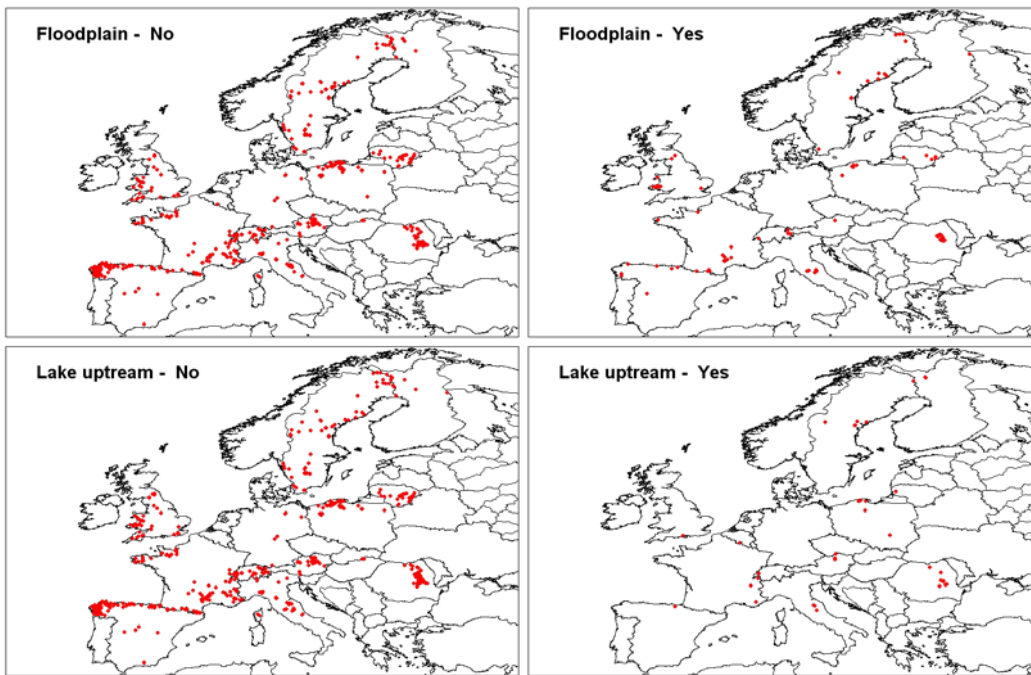 Floodplain - No
Floodplain - Yes
Lake uptream - No
Lake uptream - Yes